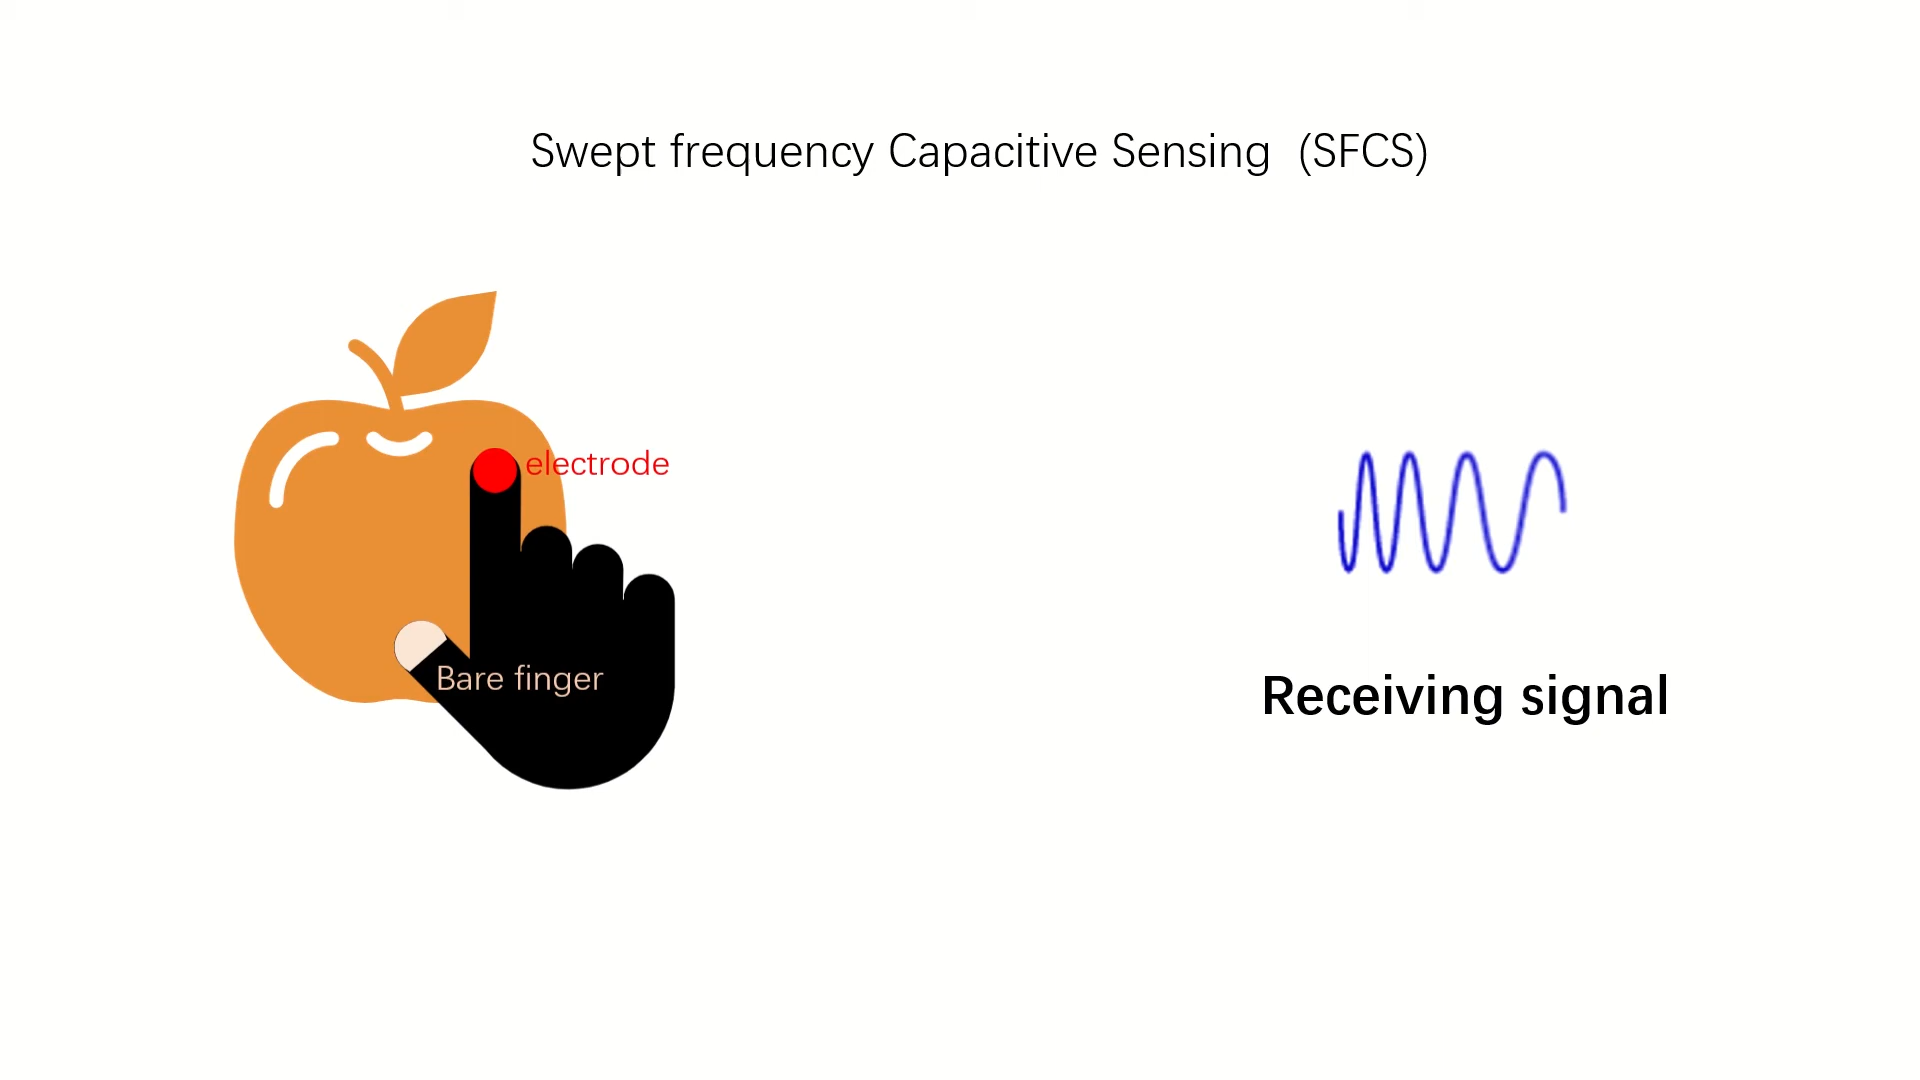 Swept frequency Capacitive Sensing (SFCS)
electrode
Bare finger
Receiving signal